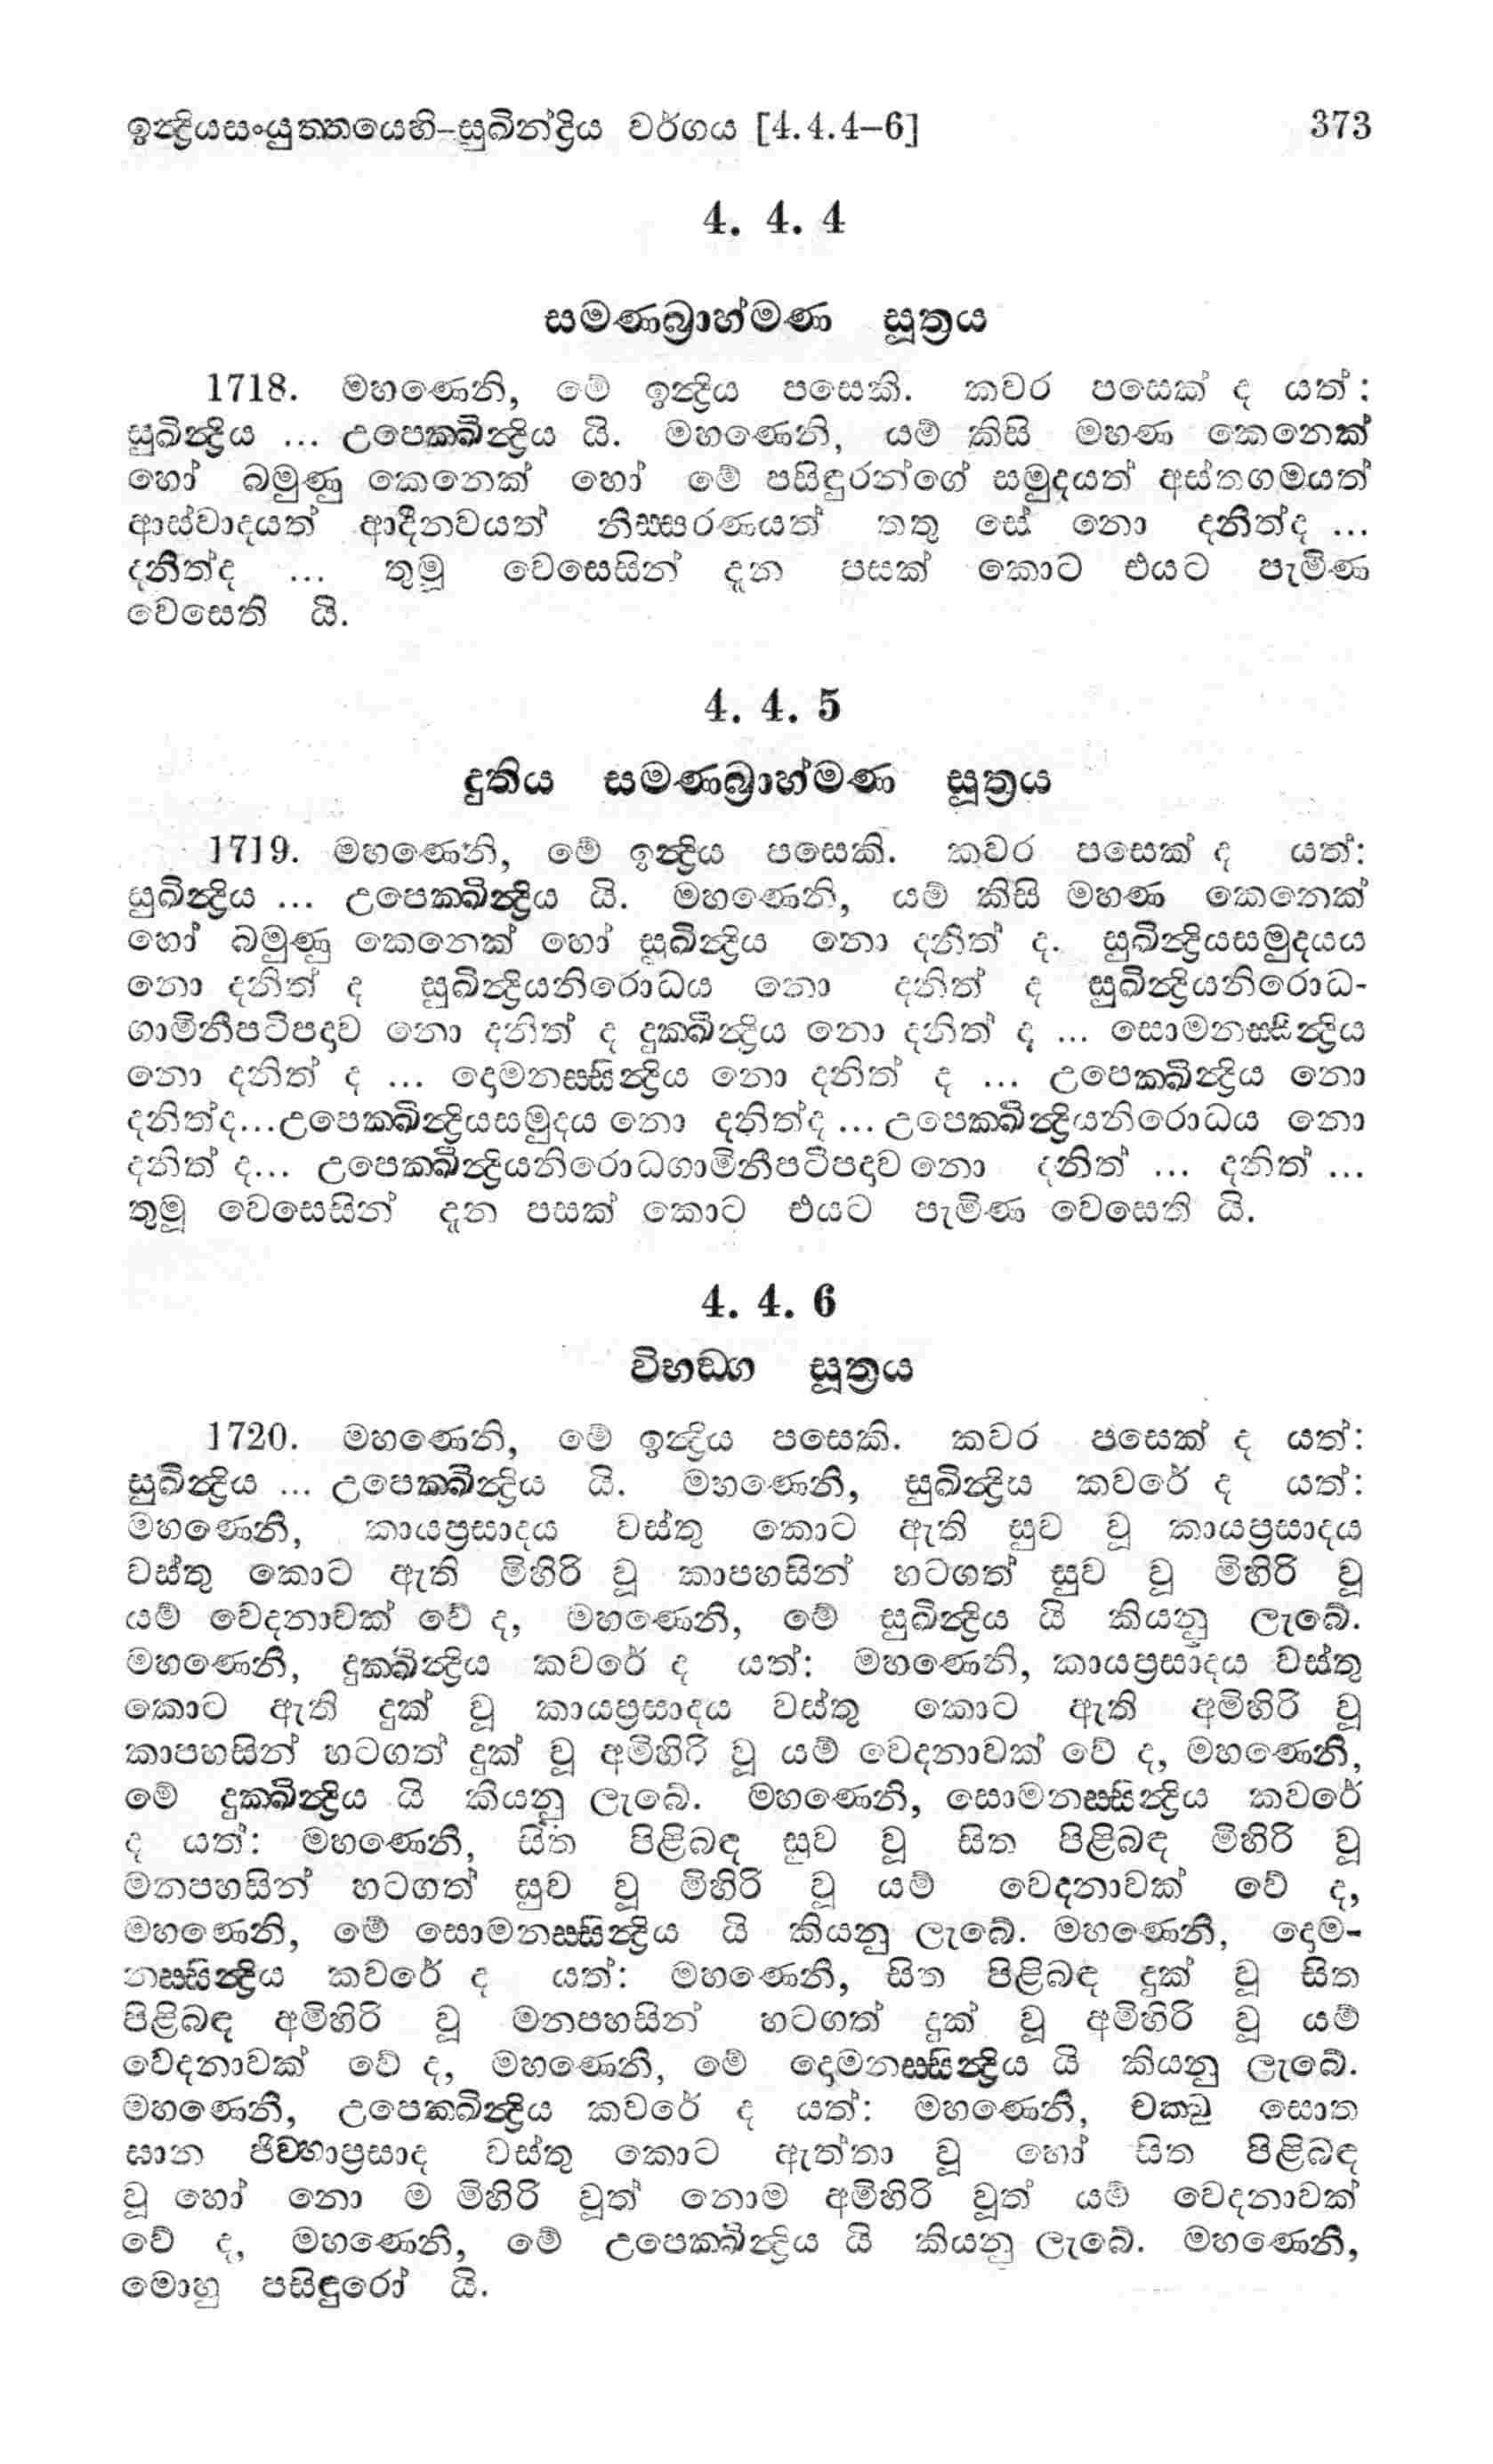 ඉන්ද්‍රියසංයුත්තයෙහි-සුඛින්ද්‍රිය වර්ගය [4.4.4–6] 373
4. 4. 4
සමණබ්‍රාහ්මණ සූත්‍රය
1718. මහණෙනි, මේ ඉන්ද්‍රිය පසෙකි. කවර පසෙක් ද යත්:
සුඛින්ද්‍රිය ... උපෙක්ඛින්ද්‍රිය යි. මහණෙනි, යම් කිසි මහණ කෙනෙක්
හෝ බමුණු කෙනෙක් හෝ මේ පසිඳුරන්ගේ සමුදයත් අස්තගමයත්
ආස්වාදයත් ආදීනවයත් නිස්සරණයත් තතු සේ නො දනිත්ද ...
දනිත්ද ... තුමූ වෙසෙසින් දැන පසක් කොට එයට පැමිණ
වෙසෙති යි.
4. 4. 5
දුතිය සමණබ්‍රාහ්මණ සූත්‍රය
1719. මහණෙනි, මේ ඉන්ද්‍රිය පසෙකි. කවර පසෙක් ද යත්:
සුඛින්ද්‍රිය ... උපෙක්ඛින්ද්‍රිය යි. මහණෙනි, යම් කිසි මහණ කෙනෙක්
හෝ බමුණු කෙනෙක් හෝ සුඛින්ද්‍රිය නො දනිත් ද. සුඛින්ද්‍රියසමුදයය
නො දනිත් ද සුඛින්ද්‍රියනිරොධය නො දනිත් ද සුඛින්ද්‍රියනිරොධ-
ගාමිනීපටිපදාව නො දනිත් ද දුක්ඛින්ද්‍රිය නො දනිත් ද ... සොමනස්සින්ද්‍රිය
නො දනිත් ද ... දොමනස්සින්ද්‍රිය නො දනිත් ද ... උපෙක්ඛින්ද්‍රිය නො
දනිත්ද...උපෙක්ඛින්ද්‍රියසමුදය නො දනිත්ද ... උපෙක්ඛින්ද්‍රියනිරොධය නො
දනිත් ද... උපෙක්ඛින්ද්‍රියනිරොධගාමිනීපටිපදාව නො දනිත් ... දනිත් ...
තුමූ වෙසෙසින් දැන පසක් කොට එයට පැමිණ වෙසෙති යි.
4. 4. 6
විභඞ්ග සූත්‍රය
1720. මහණෙනි, මේ ඉන්ද්‍රිය පසෙකි. කවර පසෙක් ද යත්:
සුඛින්ද්‍රිය ... උපෙක්ඛින්ද්‍රිය යි. මහණෙනි, සුඛින්ද්‍රිය කවරේ ද යත්:
මහණෙනි, කායප්‍රසාදය වස්තු කොට ඇති සුව වූ කායප්‍රසාදය
වස්තු කොට ඇති මිහිරි වූ කාපහසින් හටගත් සුව වූ මිහිරි වූ
යම් වෙදනාවක් වේ ද, මහණෙනි, මේ සුඛින්ද්‍රිය යි කියනු ලැබේ.
මහණෙනි, දුක්ඛින්ද්‍රිය කවරේ ද යත්: මහණෙනි, කායප්‍රසාදය වස්තු
කොට ඇති දුක් වූ කායප්‍රසාදය වස්තු කොට ඇති අමිහිරි වූ
කාපහසින් හටගත් දුක් වූ අමිහිරි වූ යම් වෙදනාවක් වේ ද, මහණෙනි,
මේ දුක්ඛින්ද්‍රිය යි කියනු ලැබේ. මහණෙනි, සොමනස්සින්ද්‍රිය කවරේ
ද යත්: මහණෙනි, සිත පිළිබඳ සුව වූ සිත පිළිබඳ මිහිරි වූ
මනපහසින් හටගත් සුව වූ මිහිරි වූ යම් වෙදනාවක් වේ ද,
මහණෙනි, මේ සොමනස්සින්ද්‍රිය යි කියනු ලැබේ. මහණෙනි, දොම-
නස්සින්ද්‍රිය කවරේ ද යත්: මහණෙනි, සිත පිළිබඳ දුක් වූ සිත
පිළිබඳ අමිහිරි වූ මනපහසින් හටගත් දුක් වූ අමිහිරි වූ යම්
වෙදනාවක් වේ ද, මහණෙනි, මේ දොමනස්සින්ද්‍රිය යි කියනු ලැබේ.
මහණෙනි, උපෙක්ඛින්ද්‍රිය කවරේ ද යත්: මහණෙනි, චක්ඛු සොත
ඝාන ජිව්හාප්‍රසාද වස්තු කොට ඇත්තා වූ හෝ සිත පිළිබඳ
වූ හෝ නො ම මිහිරි වූත් නොම අමිහිරි වූත් යම් වෙදනාවක්
වේ ද, මහණෙනි, මේ උපෙක්ඛින්ද්‍රිය යි කියනු ලැබේ. මහණෙනි,
මොහු පසිඳුරෝ යි.